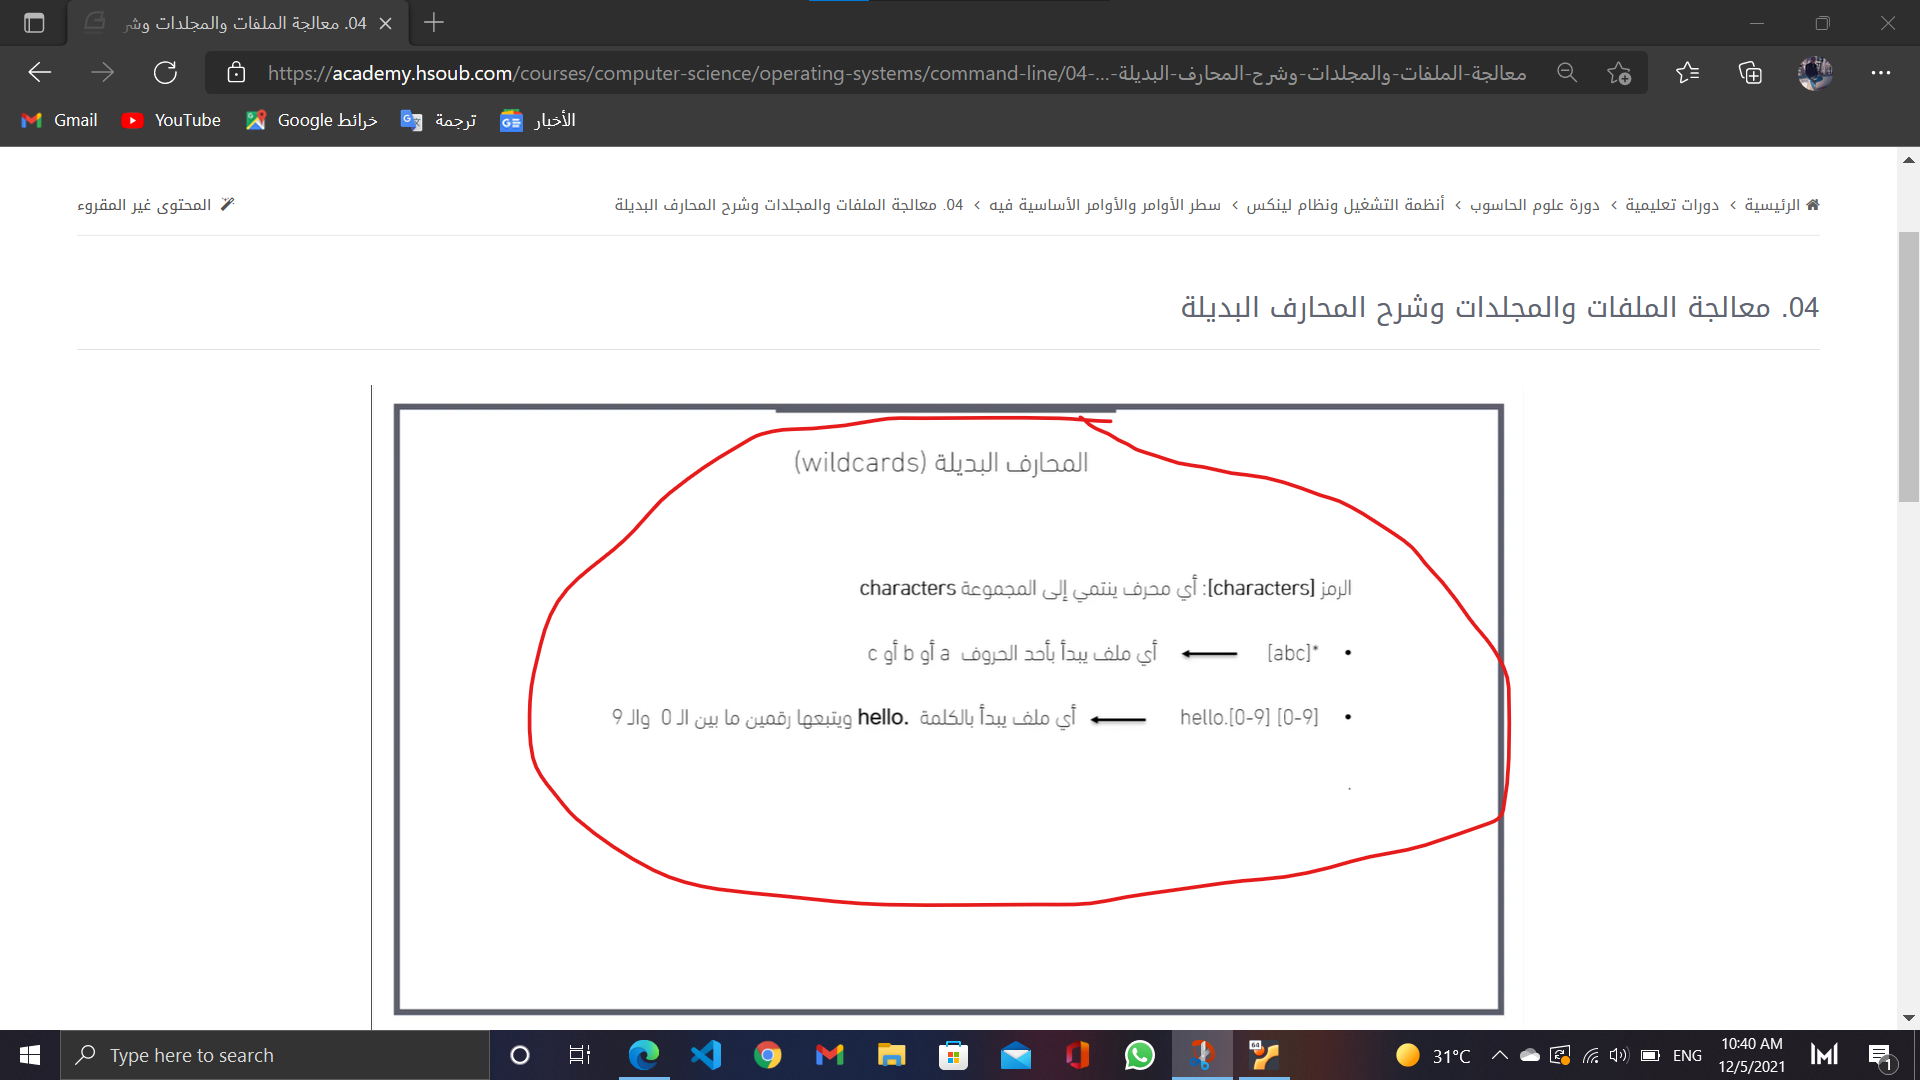 04. معالجة الملفات والمجلدات وشر
https://academy.hsoub.com/courses/computer-science/operating-systems/command-line/04-...-معالجة-الملفات-والمجلدات-وشرح-المحارف-البديلة
Gmail
YouTube
خرائط Google
ترجمة
الأخبار
الرئيسية › دورات تعليمية › دورة علوم الحاسوب › أنظمة التشغيل ونظام لينكس › سطر الأوامر والأوامر الأساسية فيه › 04. معالجة الملفات والمجلدات وشرح المحارف البديلة
المحتوى غير المقروء
04. معالجة الملفات والمجلدات وشرح المحارف البديلة
المحارف البديلة (wildcards)
الرمز [characters]: أي محرف ينتمي إلى المجموعة characters
• [abc]* ← أي ملف يبدأ بأحد الحروف a أو b أو c
• hello.[0-9] [0-9] ← أي ملف يبدأ بالكلمة hello. ويتبعها رقمين ما بين الـ 0 والـ 9
.
Type here to search
64
31°C
ENG
10:40 AM
12/5/2021
1